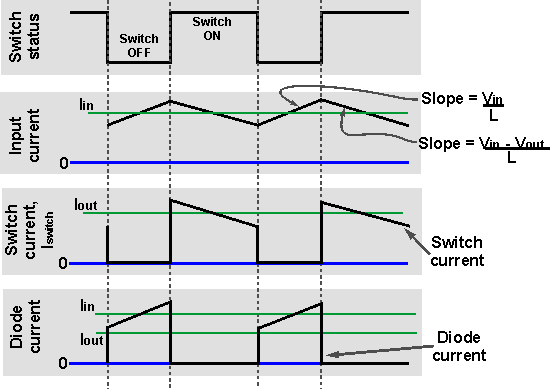 Switch
status
Switch
OFF
Switch
ON
Input
current
Iin
0
Slope = Vin
L
Slope = Vin - Vout
L
Switch
current,
Iswitch
Iout
0
Switch
current
Diode
current
Iin
Iout
0
Diode
current